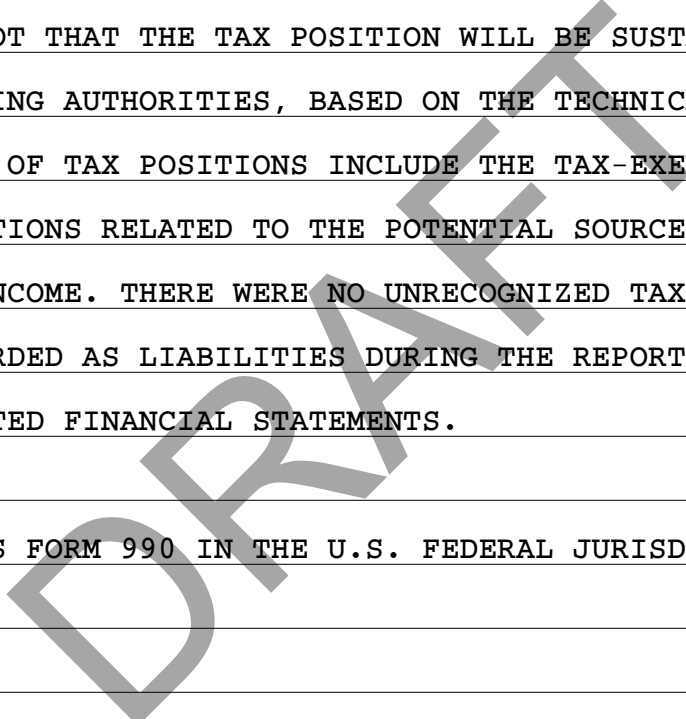 OT THAT THE TAX POSITION WILL BE SUST
ING AUTHORITIES, BASED ON THE TECHNIC
OF TAX POSITIONS INCLUDE THE TAX-EXE
TIONS RELATED TO THE POTENTIAL SOURCE
NCOME. THERE WERE NO UNRECOGNIZED TAX
RDED AS LIABILITIES DURING THE REPORT
TED FINANCIAL STATEMENTS.
S FORM 990 IN THE U.S. FEDERAL JURISD
DRAFT